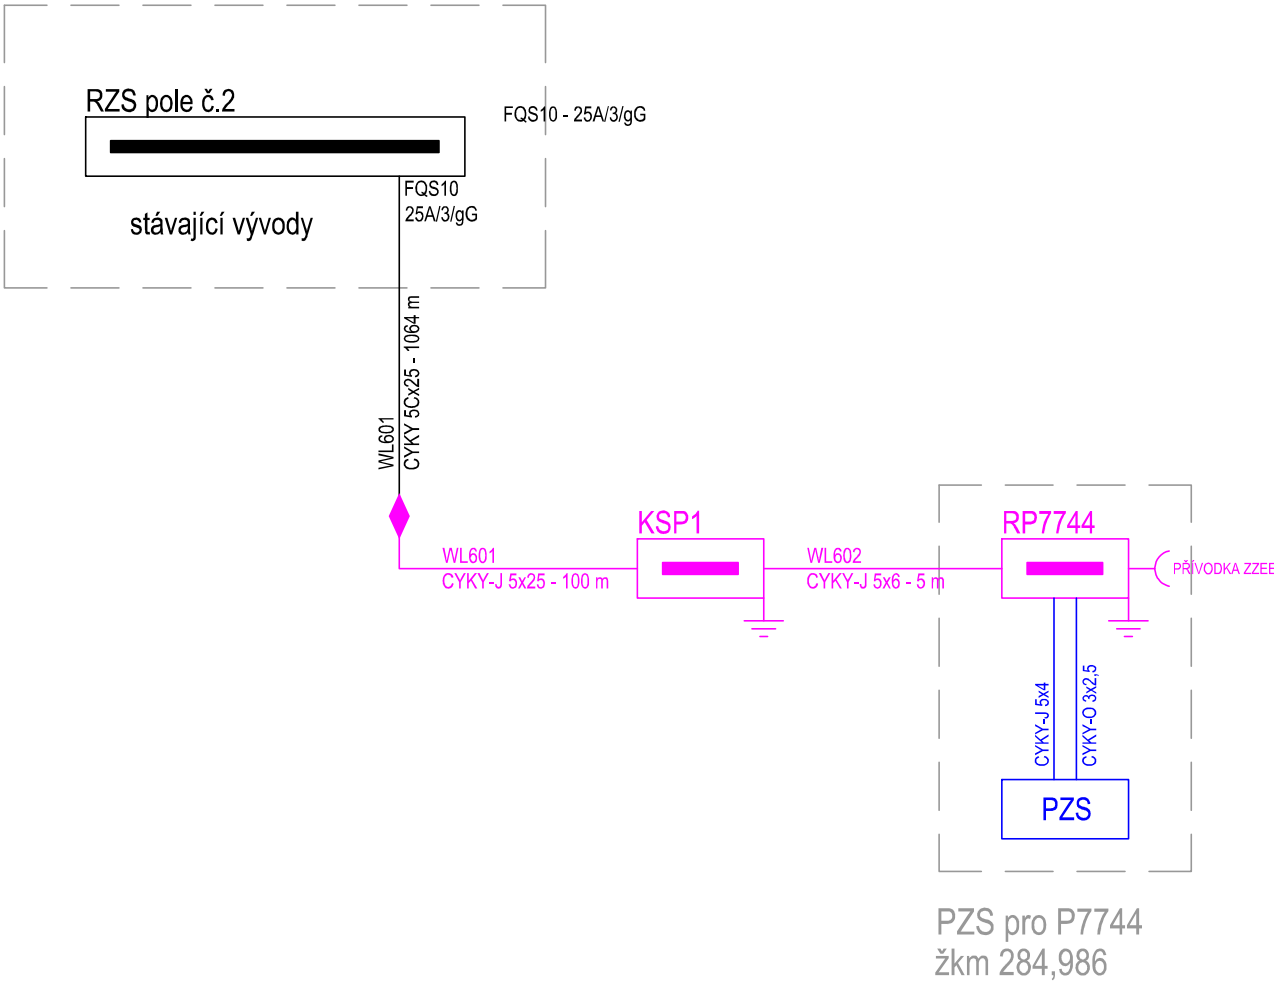 RZS pole č.2
FQS10 - 25A/3/gG
FQS10
25A/3/gG
stávající vývody
WL601
CYKY 5Cx25 - 1064 m
KSP1
RP7744
WL601
CYKY-J 5x25 - 100 m
WL602
CYKY-J 5x6 - 5 m
PŘÍVODKA ZZEE
CYKY-J 5x4
CYKY-O 3x2,5
PZS
PZS pro P7744
žkm 284,986